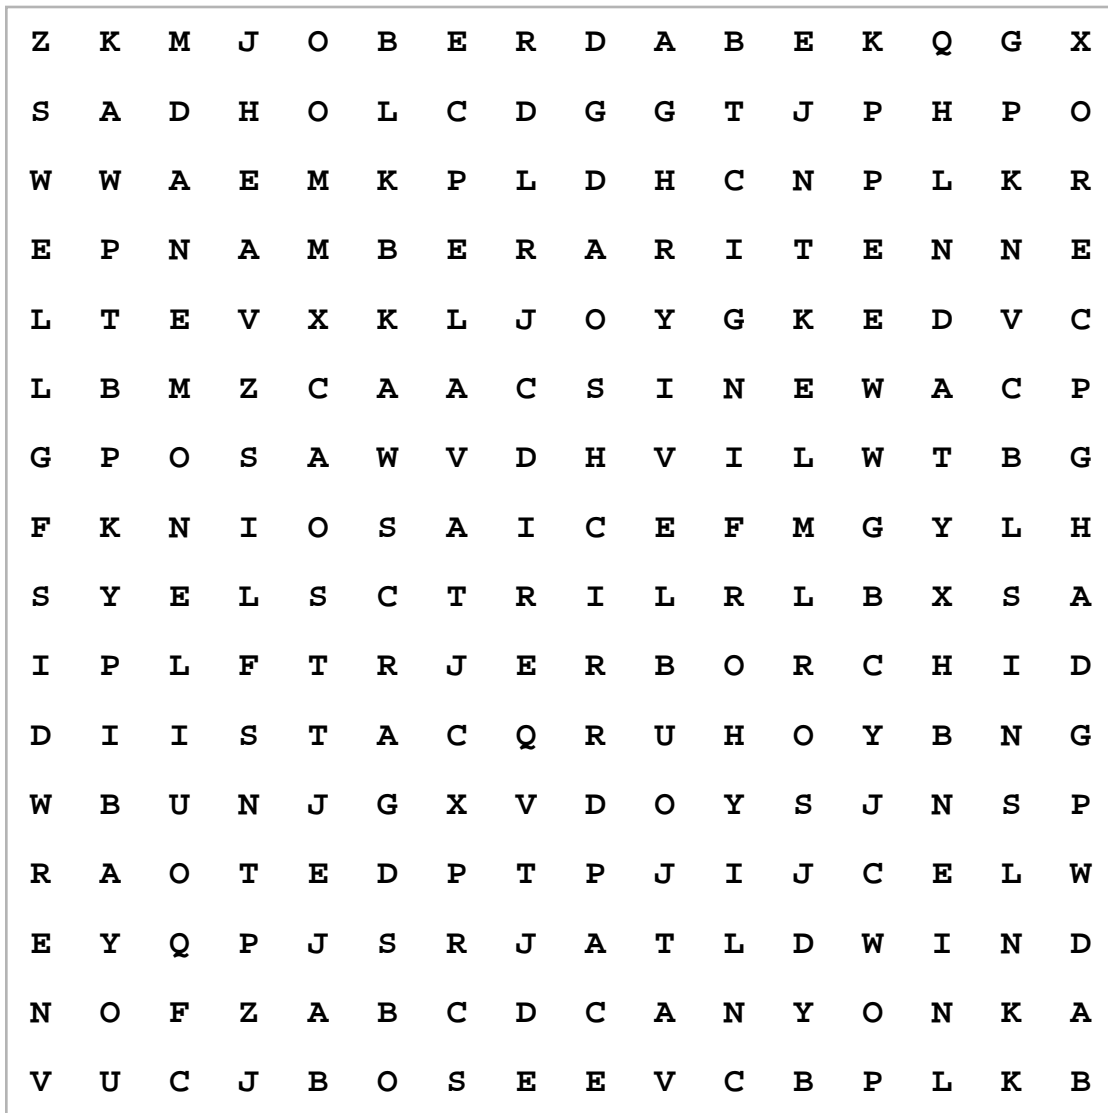 Z K M J O B E R D A B E K Q G X
S A D H O L C D G G T J P H P O
W W A E M K P L D H C N P L K R
E P N A M B E R A R I T E N N E
L T E V X K L J O Y G K E D V C
L B M Z C A A C S I N E W A C P
G P O S A W V D H V I L W T B G
F K N I O S A I C E F M G Y L H
S Y E L S C T R I L R L B X S A
I P L F T R J E R B O R C H I D
D I I S T A C Q R U H O Y B N G
W B U N J G X V D O Y S J N S P
R A O T E D P T P J I J C E L W
E Y Q P J S R J A T L D W I N D
N O F Z A B C D C A N Y O N K A
V U C J B O S E E V C B P L K B